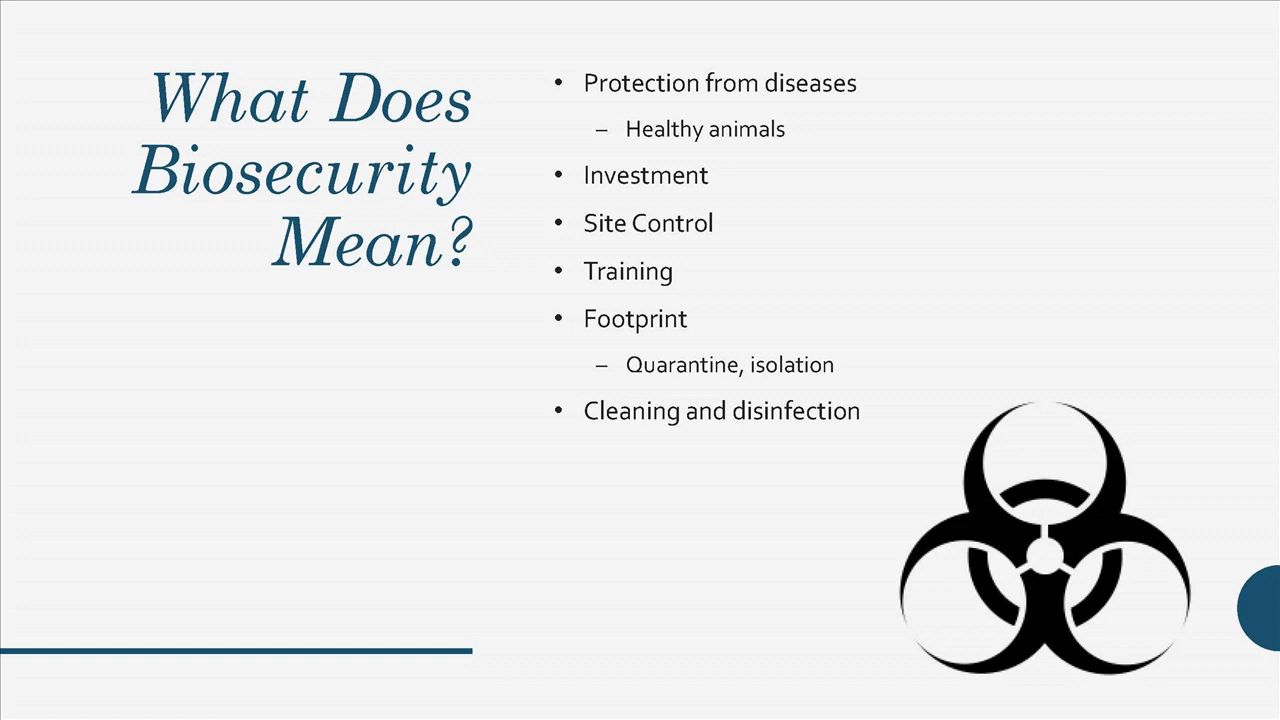 What Does
Biosecurity
Mean?
• Protection from diseases
– Healthy animals
• Investment
• Site Control
• Training
• Footprint
– Quarantine, isolation
• Cleaning and disinfection